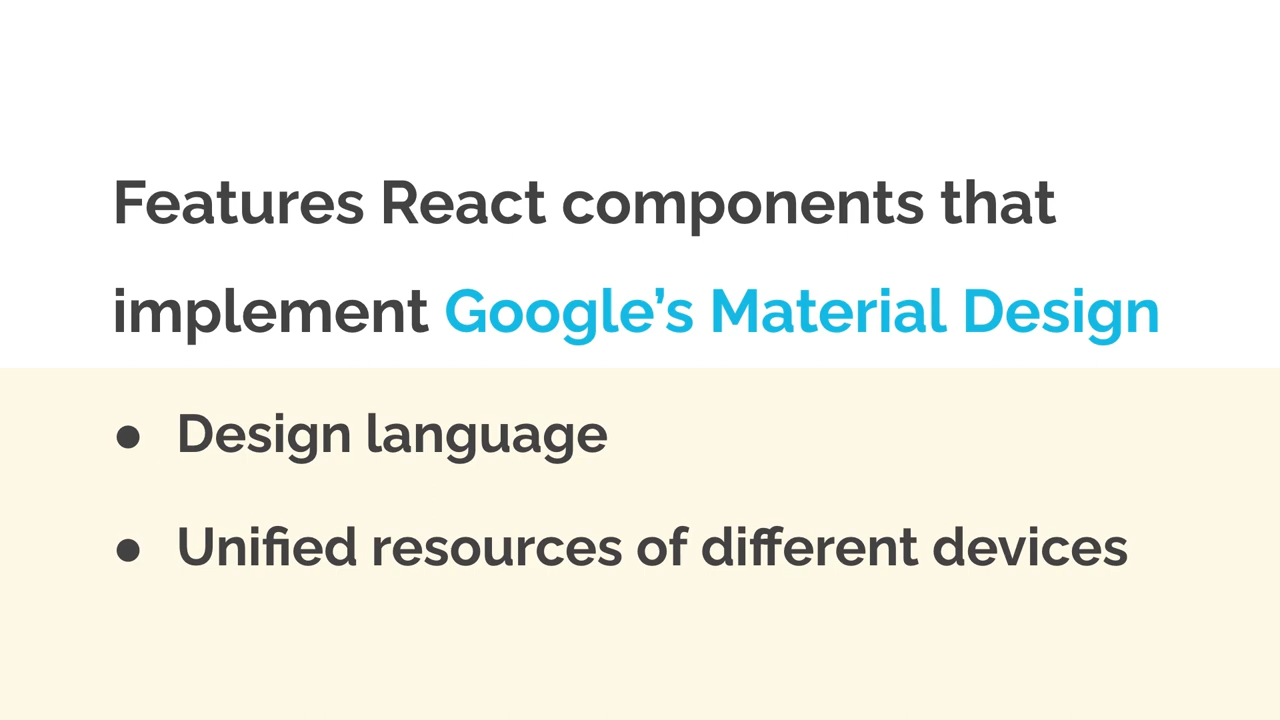 Features React components that
implement Google’s Material Design
● Design language
● Unified resources of different devices